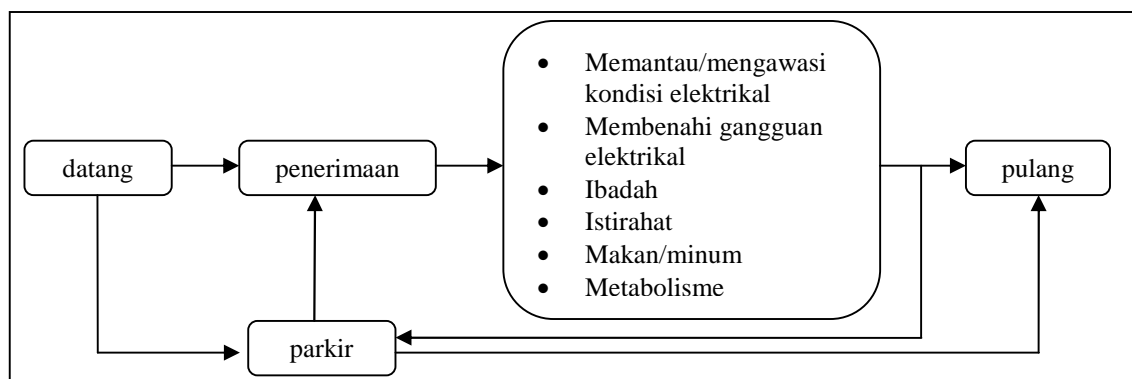 datang
penerimaan
• Memantau/mengawasi
kondisi elektrikal
• Membenahi gangguan
elektrikal
• Ibadah
• Istirahat
• Makan/minum
• Metabolisme
pulang
parkir